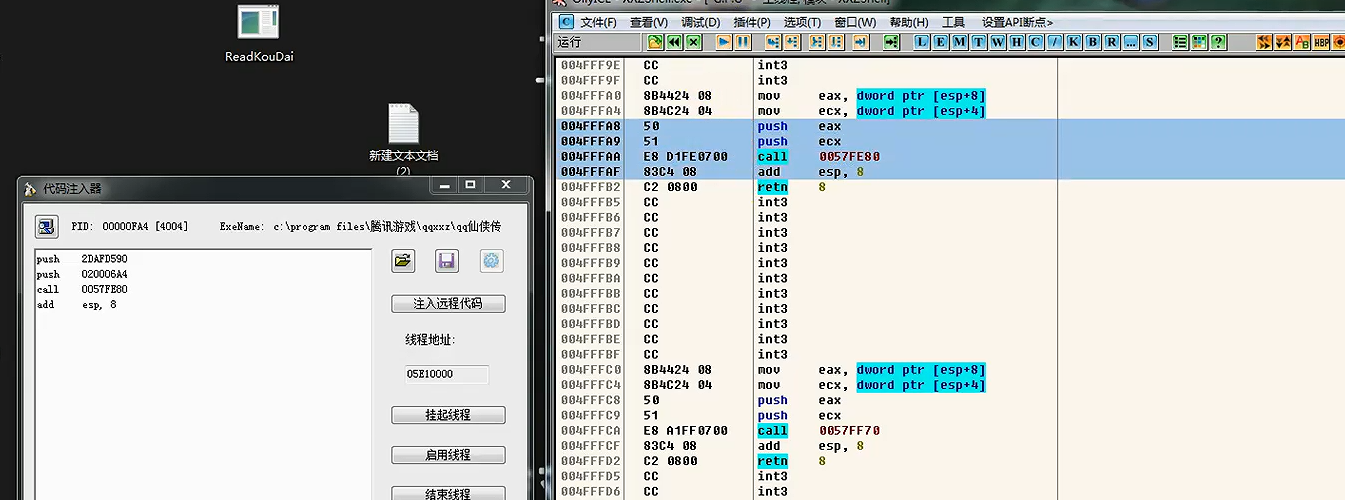 ReadKouDai
新建文本文档
(2)
代码注入器
PID: 00000FA4 [4004] ExeName: c:\program files\腾讯游戏\qqxxz\qq仙侠传
push 2DAFD590
push 020006A4
call 0057FE80
add esp, 8
注入远程代码
线程地址:
05E10000
挂起线程
启用线程
结束线程
文件(F) 查看(V) 调试(D) 插件(P) 选项(T) 窗口(W) 帮助(H) 工具 设置API断点>
运行 L E M T W H C / K B R ... S ?
004FFF9E CC int3
004FFF9F CC int3
004FFFA0 8B4424 08 mov eax, dword ptr [esp+8]
004FFFA4 8B4C24 04 mov ecx, dword ptr [esp+4]
004FFFA8 50 push eax
004FFFA9 51 push ecx
004FFFAA E8 D1FE0700 call 0057FE80
004FFFAF 83C4 08 add esp, 8
004FFFB2 C2 0800 retn 8
004FFFB5 CC int3
004FFFB6 CC int3
004FFFB7 CC int3
004FFFB8 CC int3
004FFFB9 CC int3
004FFFBA CC int3
004FFFBB CC int3
004FFFBC CC int3
004FFFBD CC int3
004FFFBE CC int3
004FFFBF CC int3
004FFFC0 8B4424 08 mov eax, dword ptr [esp+8]
004FFFC4 8B4C24 04 mov ecx, dword ptr [esp+4]
004FFFC8 50 push eax
004FFFC9 51 push ecx
004FFFCA E8 A1FF0700 call 0057FF70
004FFFCF 83C4 08 add esp, 8
004FFFD2 C2 0800 retn 8
004FFFD5 CC int3
004FFFD6 CC int3